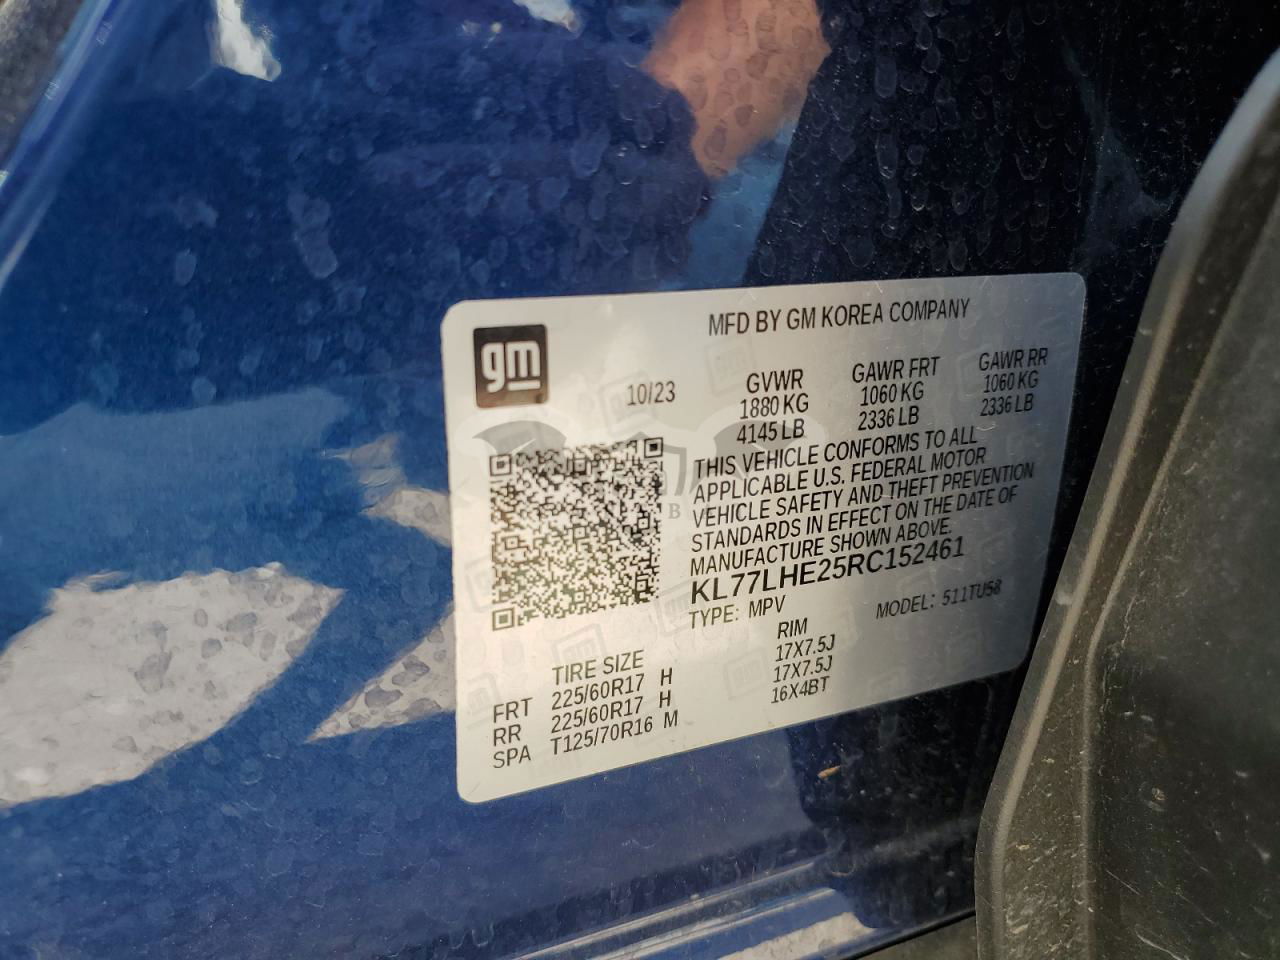 gm
MFD BY GM KOREA COMPANY
10/23
GVWR
1880 KG
4145 LB
GAWR FRT
1060 KG
2336 LB
GAWR RR
1060 KG
2336 LB
THIS VEHICLE CONFORMS TO ALL
APPLICABLE U.S. FEDERAL MOTOR
VEHICLE SAFETY AND THEFT PREVENTION
STANDARDS IN EFFECT ON THE DATE OF
MANUFACTURE SHOWN ABOVE.
KL77LHE25RC152461
TYPE: MPV
MODEL: 511TU58
TIRE SIZE
RIM
FRT 225/60R17 H 17X7.5J
RR 225/60R17 H 17X7.5J
SPA T125/70R16 M 16X4BT